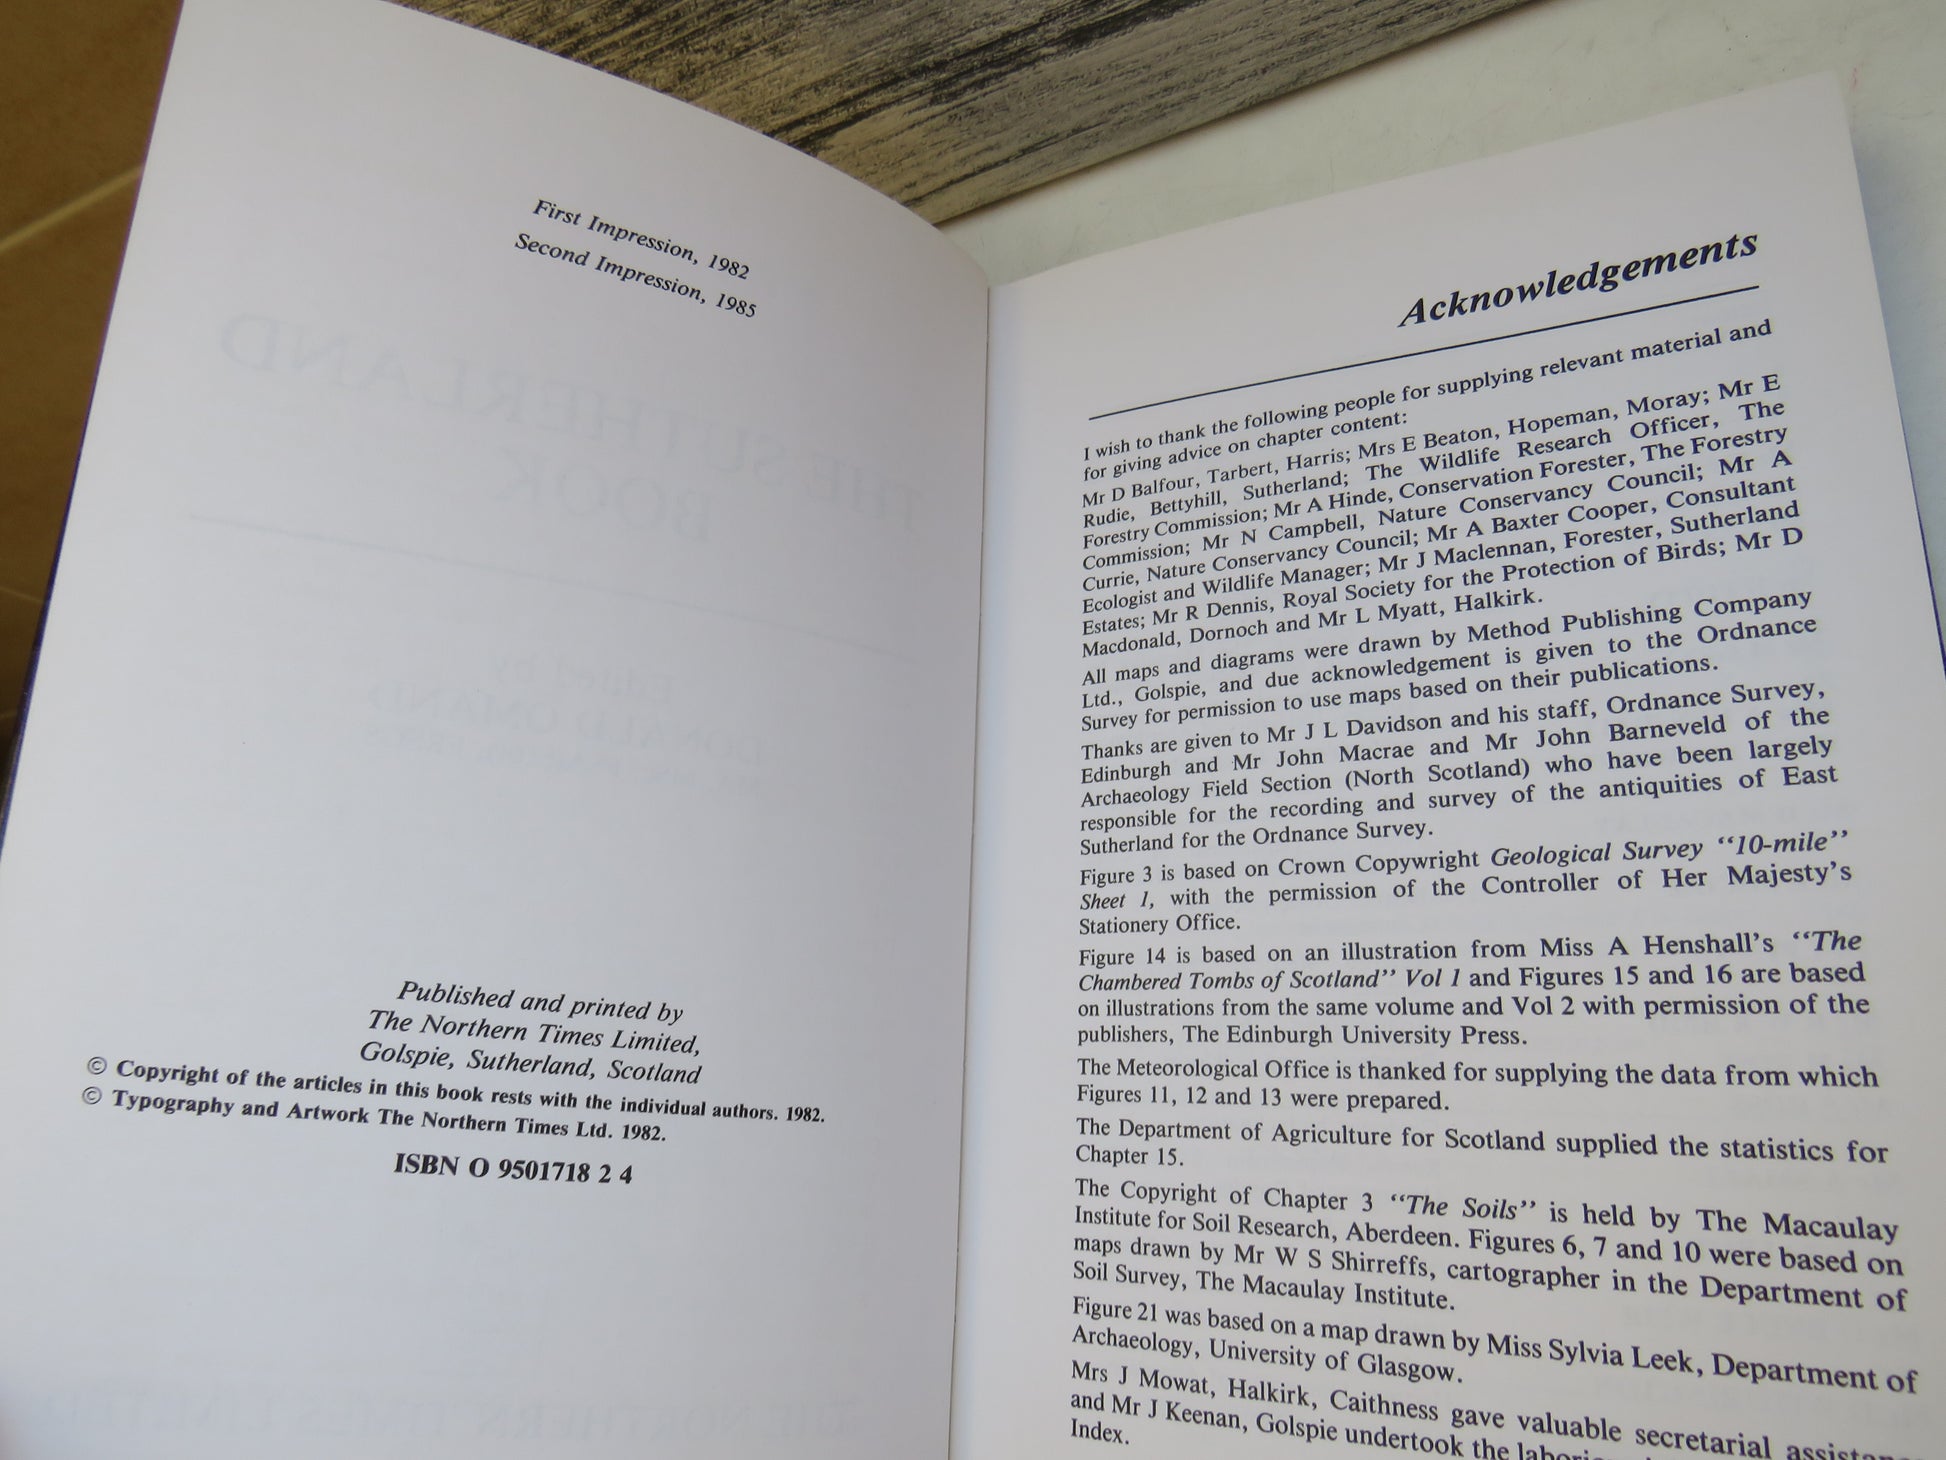 First Impression, 1982
Second Impression, 1985
THE SUTHERLAND
BOOK
Edited by
DONALD OMAND
Published and printed by
The Northern Times Limited,
Golspie, Sutherland, Scotland
© Copyright of the articles in this book rests with the individual authors. 1982.
© Typography and Artwork The Northern Times Ltd. 1982.
ISBN O 9501718 2 4
THE NORTHERN TIMES LIMITED
Acknowledgements
I wish to thank the following people for supplying relevant material and
for giving advice on chapter content:
Mr D Balfour, Tarbert, Harris; Mrs E Beaton, Hopeman, Moray; Mr E
Rudie, Bettyhill, Sutherland; The Wildlife Research Officer, The
Forestry Commission; Mr A Hinde, Conservation Forester, The Forestry
Commission; Mr N Campbell, Nature Conservancy Council; Mr A
Currie, Nature Conservancy Council; Mr A Baxter Cooper, Consultant
Ecologist and Wildlife Manager; Mr J Maclennan, Forester, Sutherland
Estates; Mr R Dennis, Royal Society for the Protection of Birds; Mr D
Macdonald, Dornoch and Mr L Myatt, Halkirk.
All maps and diagrams were drawn by Method Publishing Company
Ltd., Golspie, and due acknowledgement is given to the Ordnance
Survey for permission to use maps based on their publications.
Thanks are given to Mr J L Davidson and his staff, Ordnance Survey,
Edinburgh and Mr John Macrae and Mr John Barneveld of the
Archaeology Field Section (North Scotland) who have been largely
responsible for the recording and survey of the antiquities of East
Sutherland for the Ordnance Survey.
Figure 3 is based on Crown Copywright Geological Survey “10-mile”
Sheet 1, with the permission of the Controller of Her Majesty's
Stationery Office.
Figure 14 is based on an illustration from Miss A Henshall's “The
Chambered Tombs of Scotland” Vol 1 and Figures 15 and 16 are based
on illustrations from the same volume and Vol 2 with permission of the
publishers, The Edinburgh University Press.
The Meteorological Office is thanked for supplying the data from which
Figures 11, 12 and 13 were prepared.
The Department of Agriculture for Scotland supplied the statistics for
Chapter 15.
The Copyright of Chapter 3 “The Soils” is held by The Macaulay
Institute for Soil Research, Aberdeen. Figures 6, 7 and 10 were based on
maps drawn by Mr W S Shirreffs, cartographer in the Department of
Soil Survey, The Macaulay Institute.
Figure 21 was based on a map drawn by Miss Sylvia Leek, Department of
Archaeology, University of Glasgow.
Mrs J Mowat, Halkirk, Caithness gave valuable secretarial
and Mr J Keenan, Golspie undertook the
Index.